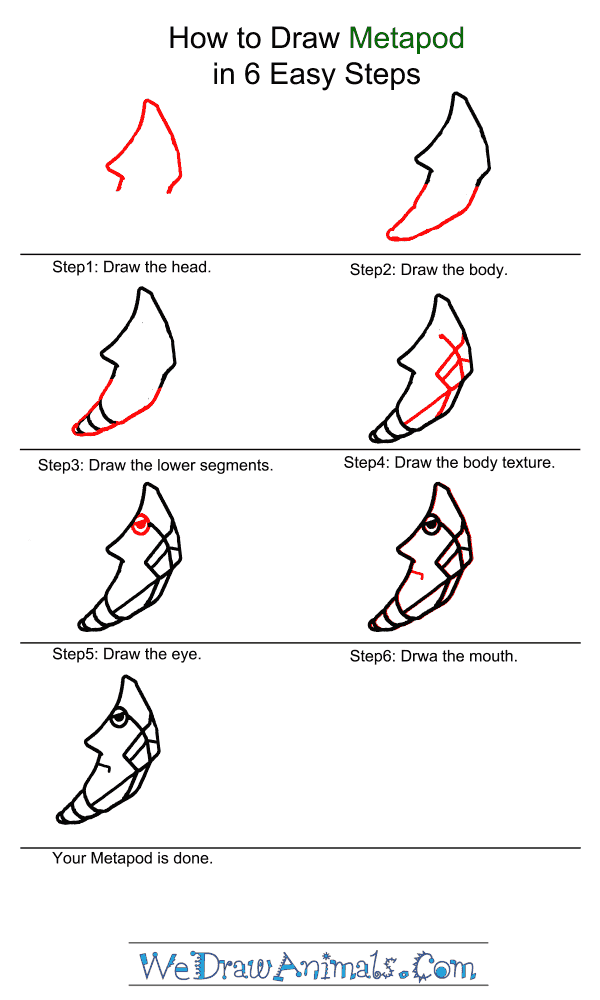 How to Draw Metapod
in 6 Easy Steps
Step1: Draw the head.
Step2: Draw the body.
Step3: Draw the lower segments.
Step4: Draw the body texture.
Step5: Draw the eye.
Step6: Drwa the mouth.
Your Metapod is done.
WeDrawAnimals.Com